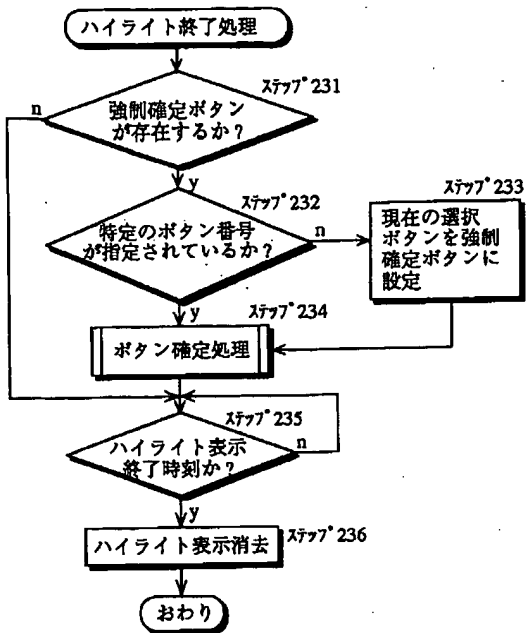 ハイライト終了処理
ステップ231
強制確定ボタン
が存在するか?
n
y
ステップ232
特定のボタン番号
が指定されているか?
n
y
ステップ233
現在の選択
ボタンを強制
確定ボタンに
設定
ステップ234
ボタン確定処理
ステップ235
ハイライト表示
終了時刻か?
n
y
ステップ236
ハイライト表示消去
おわり